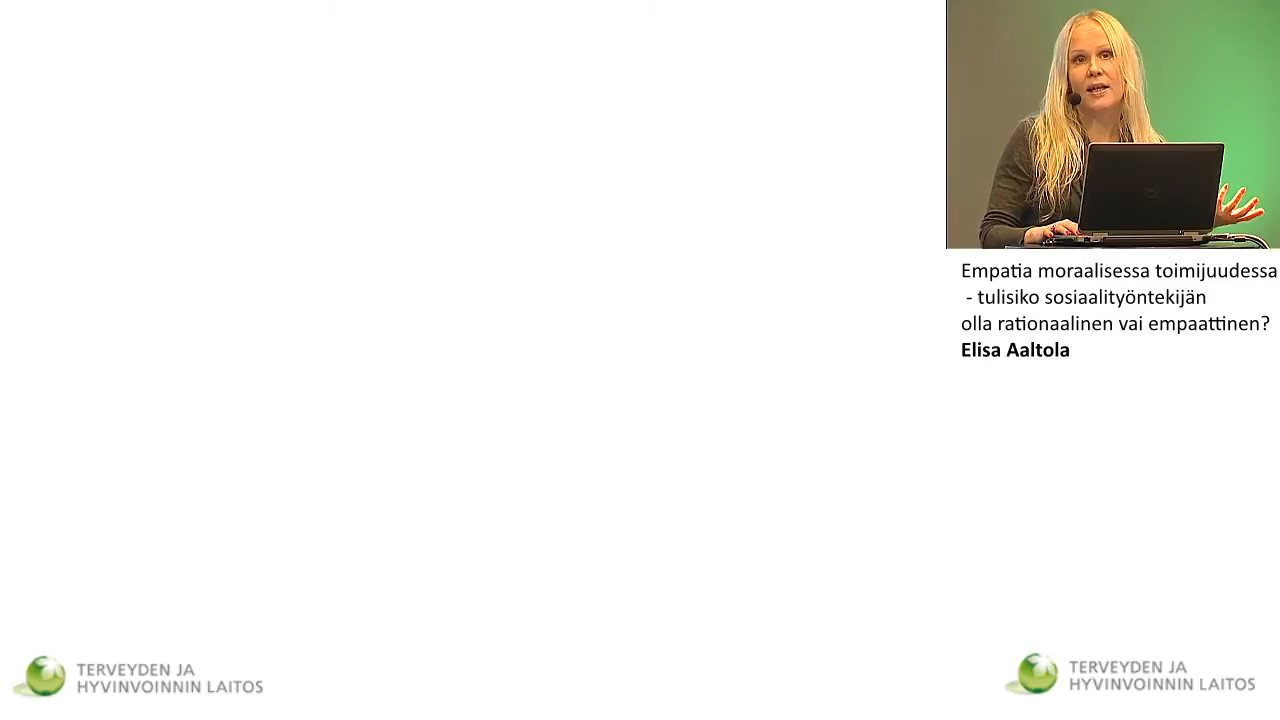 Empatia moraalisessa toimijuudessa
- tulisiko sosiaalityöntekijän
olla rationaalinen vai empaattinen?
Elisa Aaltola
TERVEYDEN JA
HYVINVOINNIN LAITOS
TERVEYDEN JA
HYVINVOINNIN LAITOS